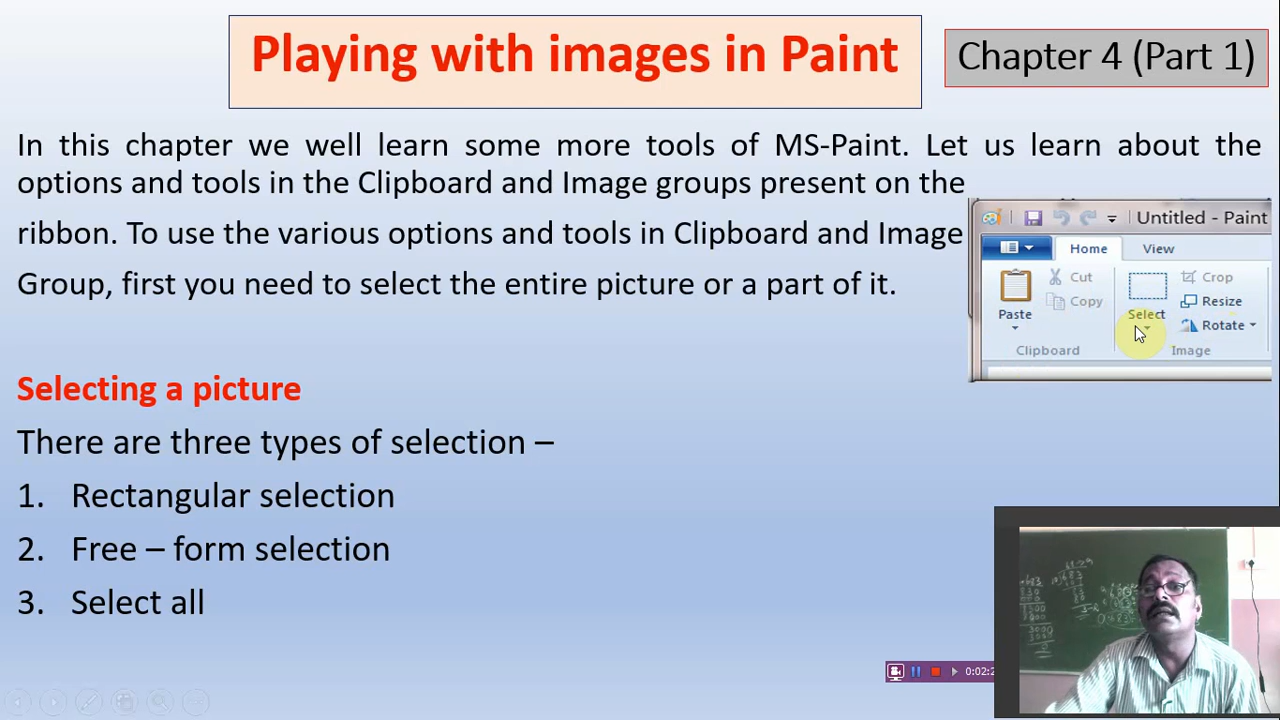 Playing with images in Paint
Chapter 4 (Part 1)
In this chapter we well learn some more tools of MS-Paint. Let us learn about the
options and tools in the Clipboard and Image groups present on the
ribbon. To use the various options and tools in Clipboard and Image
Group, first you need to select the entire picture or a part of it.
Untitled - Paint
Home View
Paste Cut Copy
Select Crop Resize Rotate
Clipboard Image
Selecting a picture
There are three types of selection –
1. Rectangular selection
2. Free – form selection
3. Select all